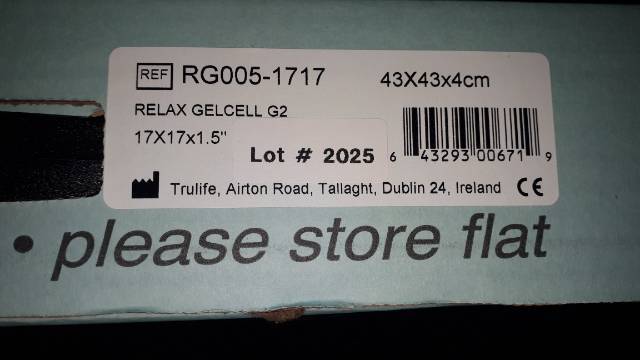 REF RG005-1717 43X43x4cm
RELAX GELCELL G2
17X17x1.5"
Lot # 2025
6 43293 00671 9
Trulife, Airton Road, Tallaght, Dublin 24, Ireland CE
• please store flat